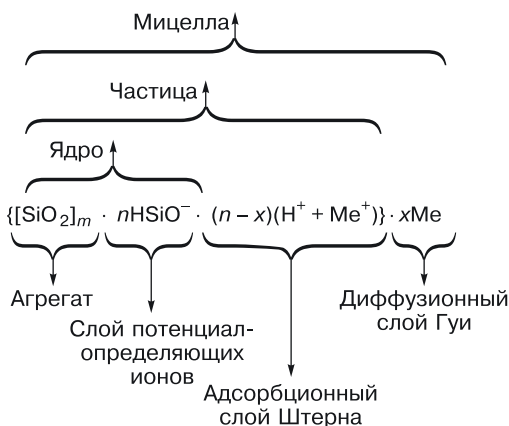 Мицелла
Частица
Ядро
{[SiO₂]ₘ · nHSiO⁻ · (n – x)(H⁺ + Me⁺)} · xMe
Агрегат
Слой потенциал-
определяющих
ионов
Адсорбционный
слой Штерна
Диффузионный
слой Гуи